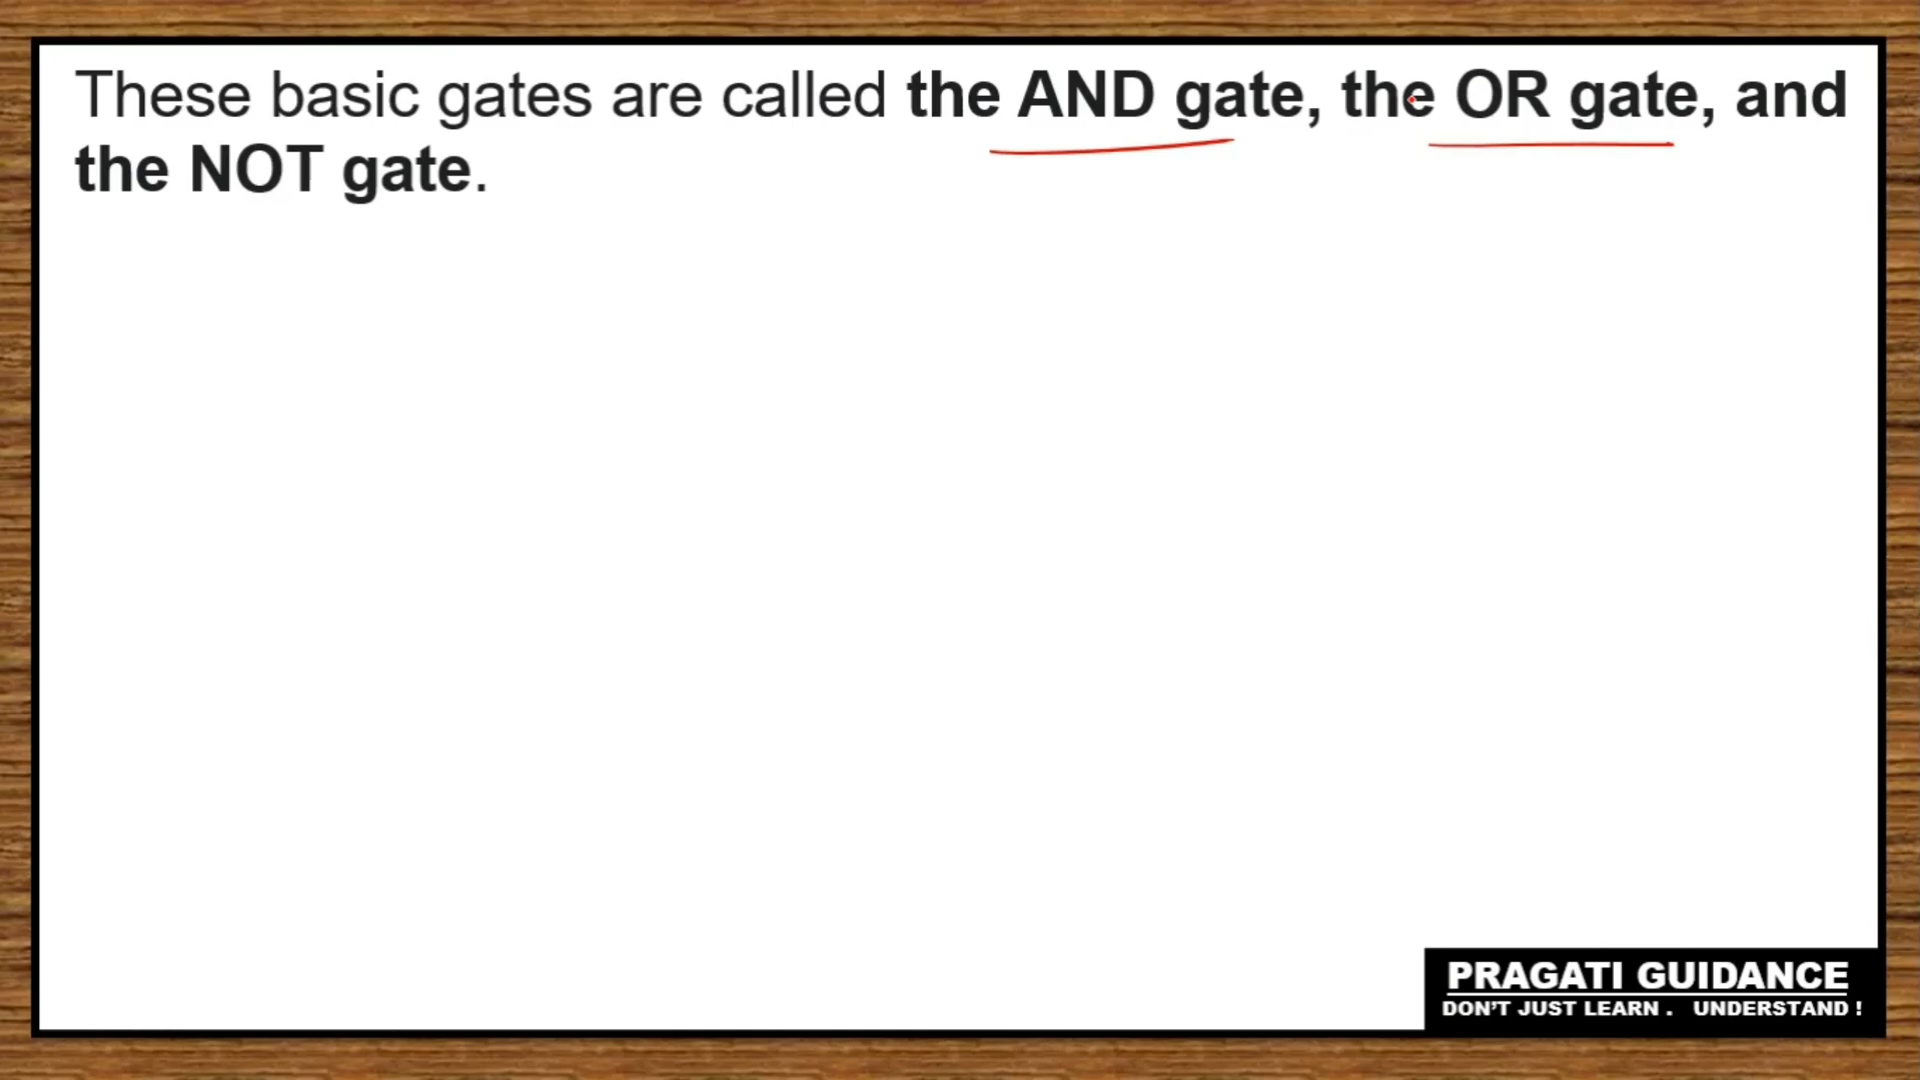 These basic gates are called the AND gate, the OR gate, and
the NOT gate.
PRAGATI GUIDANCE
DON'T JUST LEARN . UNDERSTAND !